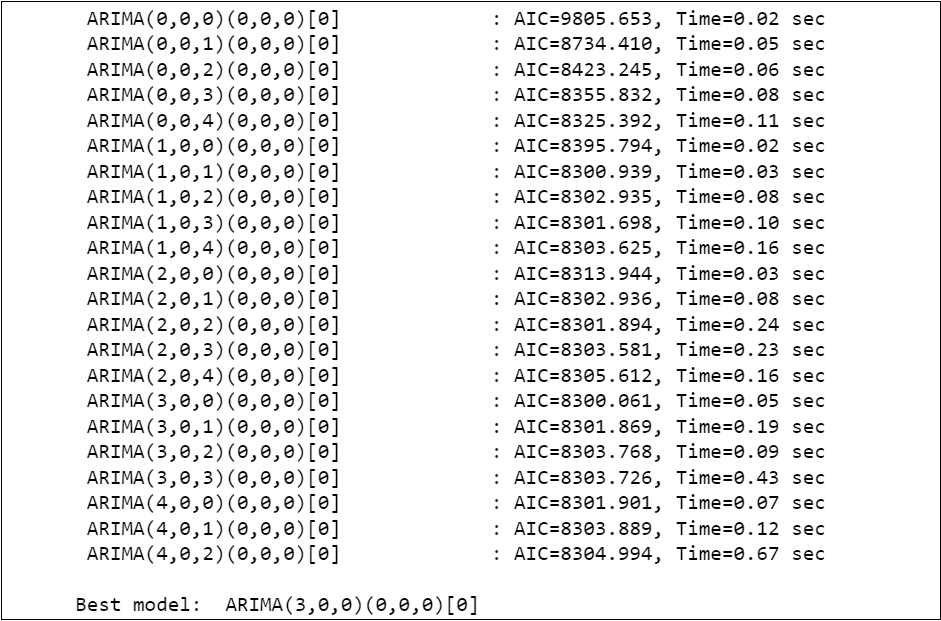 ARIMA(0,0,0)(0,0,0)[0]             : AIC=9805.653, Time=0.02 sec
ARIMA(0,0,1)(0,0,0)[0]             : AIC=8734.410, Time=0.05 sec
ARIMA(0,0,2)(0,0,0)[0]             : AIC=8423.245, Time=0.06 sec
ARIMA(0,0,3)(0,0,0)[0]             : AIC=8355.832, Time=0.08 sec
ARIMA(0,0,4)(0,0,0)[0]             : AIC=8325.392, Time=0.11 sec
ARIMA(1,0,0)(0,0,0)[0]             : AIC=8395.794, Time=0.02 sec
ARIMA(1,0,1)(0,0,0)[0]             : AIC=8300.939, Time=0.03 sec
ARIMA(1,0,2)(0,0,0)[0]             : AIC=8302.935, Time=0.08 sec
ARIMA(1,0,3)(0,0,0)[0]             : AIC=8301.698, Time=0.10 sec
ARIMA(1,0,4)(0,0,0)[0]             : AIC=8303.625, Time=0.16 sec
ARIMA(2,0,0)(0,0,0)[0]             : AIC=8313.944, Time=0.03 sec
ARIMA(2,0,1)(0,0,0)[0]             : AIC=8302.936, Time=0.08 sec
ARIMA(2,0,2)(0,0,0)[0]             : AIC=8301.894, Time=0.24 sec
ARIMA(2,0,3)(0,0,0)[0]             : AIC=8303.581, Time=0.23 sec
ARIMA(2,0,4)(0,0,0)[0]             : AIC=8305.612, Time=0.16 sec
ARIMA(3,0,0)(0,0,0)[0]             : AIC=8300.061, Time=0.05 sec
ARIMA(3,0,1)(0,0,0)[0]             : AIC=8301.869, Time=0.19 sec
ARIMA(3,0,2)(0,0,0)[0]             : AIC=8303.768, Time=0.09 sec
ARIMA(3,0,3)(0,0,0)[0]             : AIC=8303.726, Time=0.43 sec
ARIMA(4,0,0)(0,0,0)[0]             : AIC=8301.901, Time=0.07 sec
ARIMA(4,0,1)(0,0,0)[0]             : AIC=8303.889, Time=0.12 sec
ARIMA(4,0,2)(0,0,0)[0]             : AIC=8304.994, Time=0.67 sec
Best model:  ARIMA(3,0,0)(0,0,0)[0]